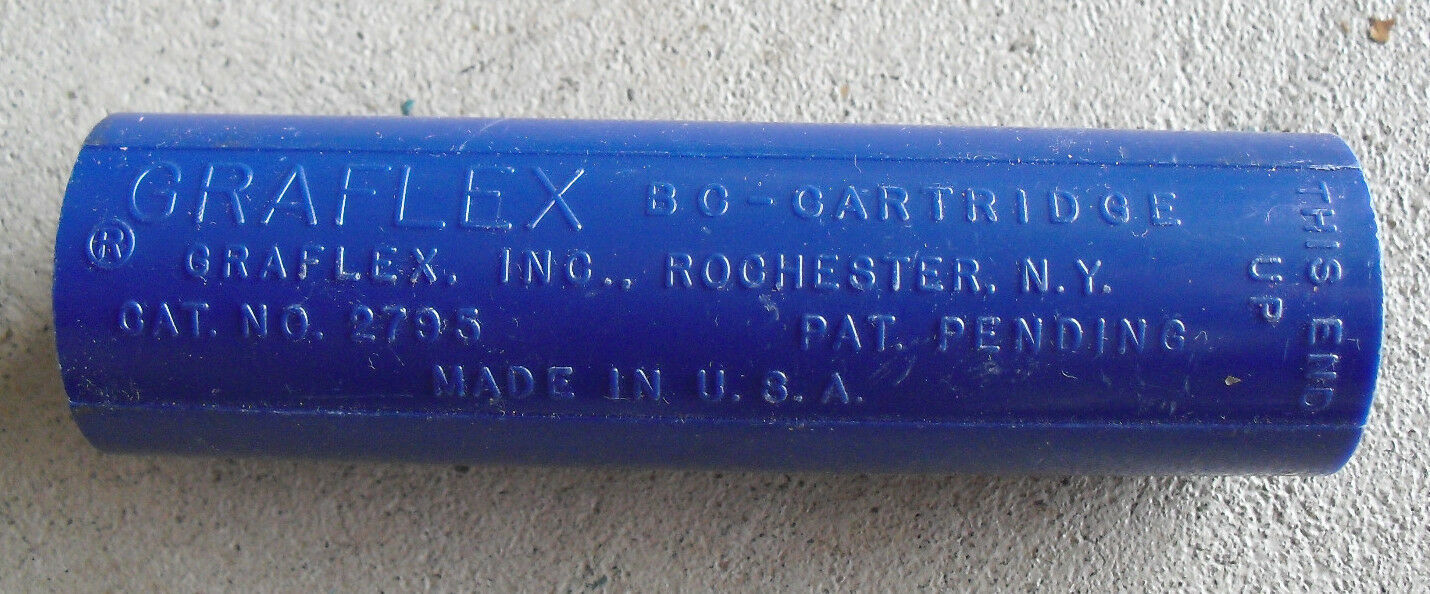 GRAFLEX BC-CARTRIDGE
®
GRAFLEX, INC., ROCHESTER, N.Y.
CAT. NO. 2795 PAT. PENDING
MADE IN U.S.A.
THIS END
UP